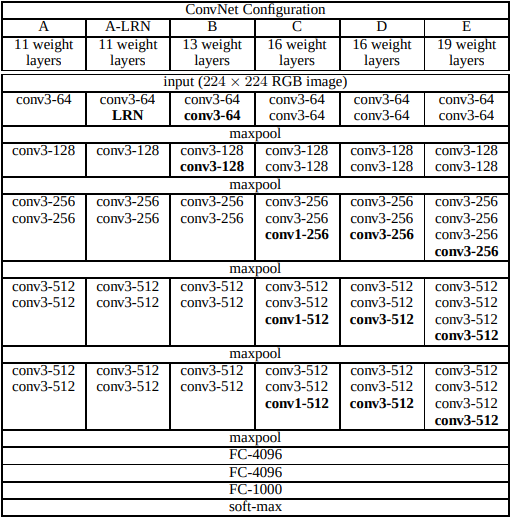 ConvNet Configuration
A A-LRN B C D E
11 weight 11 weight 13 weight 16 weight 16 weight 19 weight
layers layers layers layers layers layers
input (224 × 224 RGB image)
conv3-64 conv3-64 conv3-64 conv3-64 conv3-64 conv3-64
LRN conv3-64 conv3-64 conv3-64 conv3-64
maxpool
conv3-128 conv3-128 conv3-128 conv3-128 conv3-128 conv3-128
conv3-128 conv3-128 conv3-128 conv3-128
maxpool
conv3-256 conv3-256 conv3-256 conv3-256 conv3-256 conv3-256
conv3-256 conv3-256 conv3-256 conv3-256 conv3-256 conv3-256
conv1-256 conv3-256 conv3-256
conv3-256
maxpool
conv3-512 conv3-512 conv3-512 conv3-512 conv3-512 conv3-512
conv3-512 conv3-512 conv3-512 conv3-512 conv3-512 conv3-512
conv1-512 conv3-512 conv3-512
conv3-512
maxpool
conv3-512 conv3-512 conv3-512 conv3-512 conv3-512 conv3-512
conv3-512 conv3-512 conv3-512 conv3-512 conv3-512 conv3-512
conv1-512 conv3-512 conv3-512
conv3-512
maxpool
FC-4096
FC-4096
FC-1000
soft-max